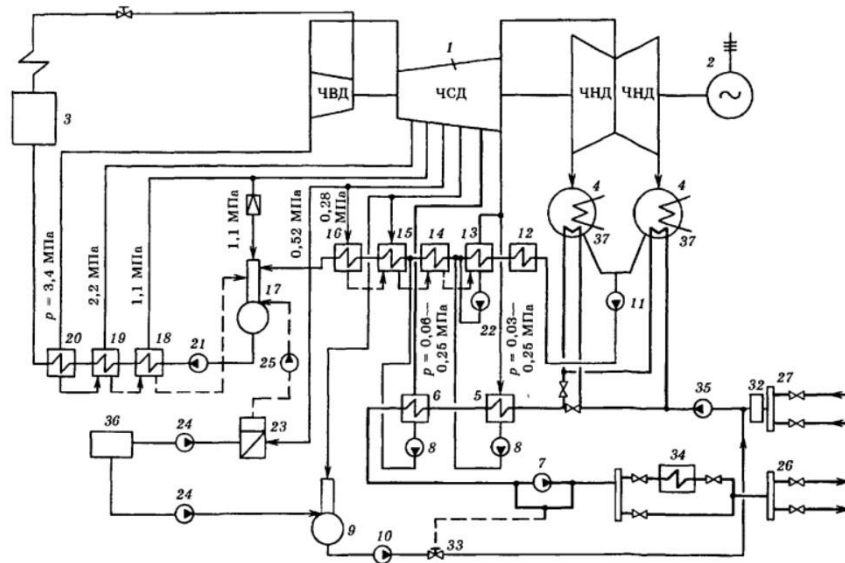 1
2
ЧВД
ЧСД
ЧНД
ЧНД
3
4
4
1,1 МПа
0,52 МПа
0,28
МПа
37
37
16
15
14
13
12
p = 3,4 МПа
2,2 МПа
1,1 МПа
17
11
22
20
19
18
21
25
p = 0,06—
0,25 МПа
p = 0,03—
0,25 МПа
6
5
35
32
27
36
24
23
8
8
7
34
26
24
9
10
33